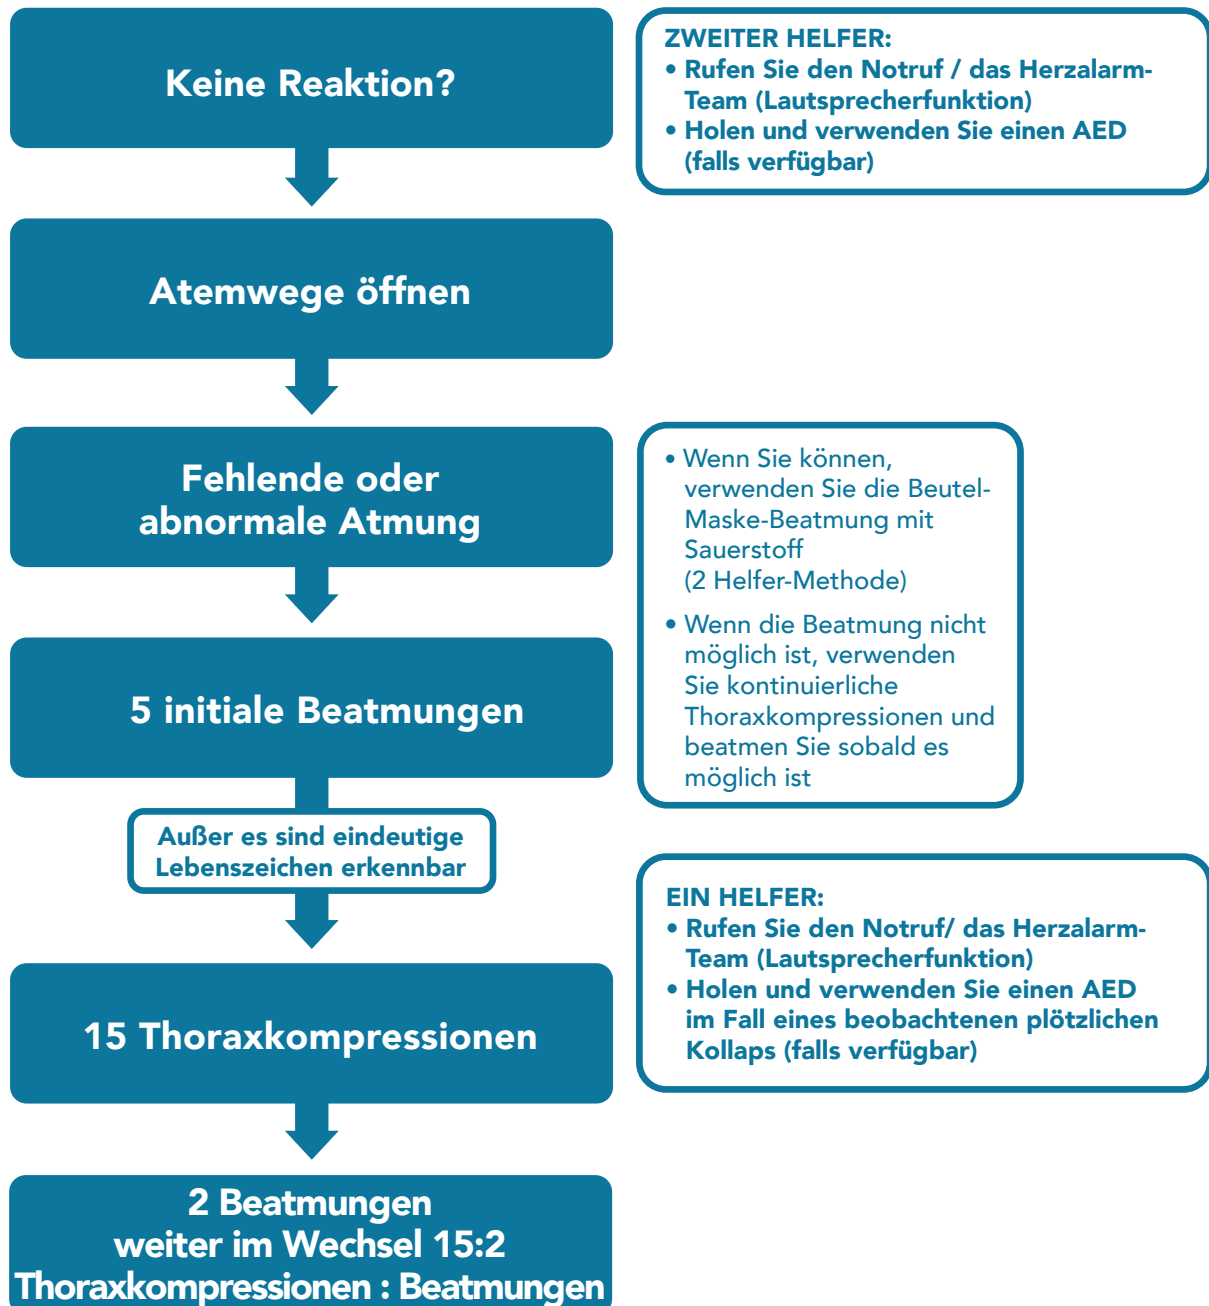 Keine Reaktion?
ZWEITER HELFER:
• Rufen Sie den Notruf / das Herzalarm-
Team (Lautsprecherfunktion)
• Holen und verwenden Sie einen AED
(falls verfügbar)
Atemwege öffnen
Fehlende oder
abnormale Atmung
• Wenn Sie können,
verwenden Sie die Beutel-
Maske-Beatmung mit
Sauerstoff
(2 Helfer-Methode)
• Wenn die Beatmung nicht
möglich ist, verwenden
Sie kontinuierliche
Thoraxkompressionen und
beatmen Sie sobald es
möglich ist
5 initiale Beatmungen
Außer es sind eindeutige
Lebenszeichen erkennbar
EIN HELFER:
• Rufen Sie den Notruf/ das Herzalarm-
Team (Lautsprecherfunktion)
• Holen und verwenden Sie einen AED
im Fall eines beobachtenen plötzlichen
Kollaps (falls verfügbar)
15 Thoraxkompressionen
2 Beatmungen
weiter im Wechsel 15:2
Thoraxkompressionen : Beatmungen